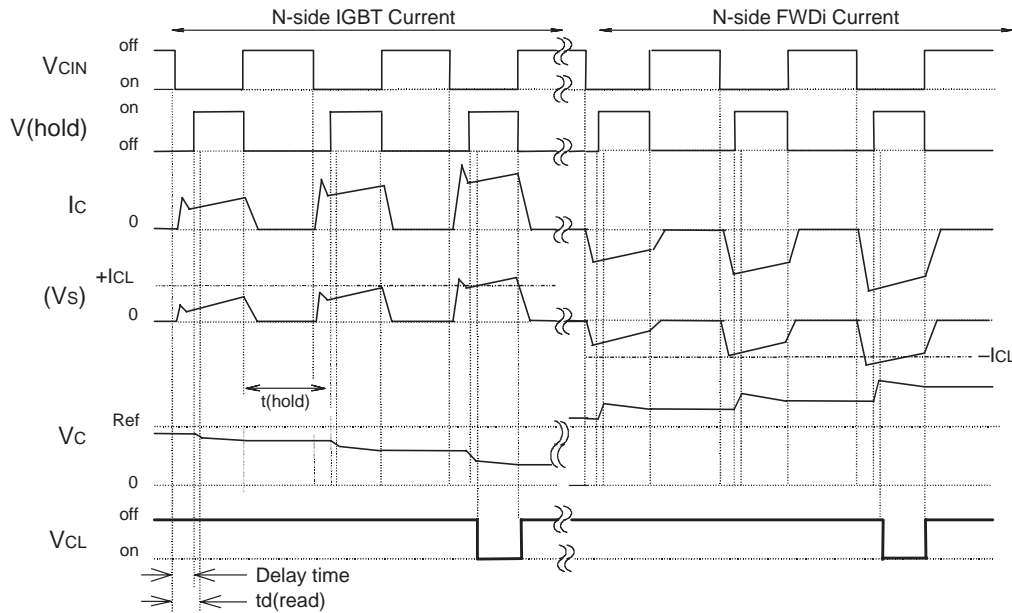 N-side IGBT Current
N-side FWDi Current
VCIN
off
on
V(hold)
on
off
IC
0
+ICL
(VS)
0
–ICL
t(hold)
Ref
VC
0
off
VCL
on
Delay time
td(read)